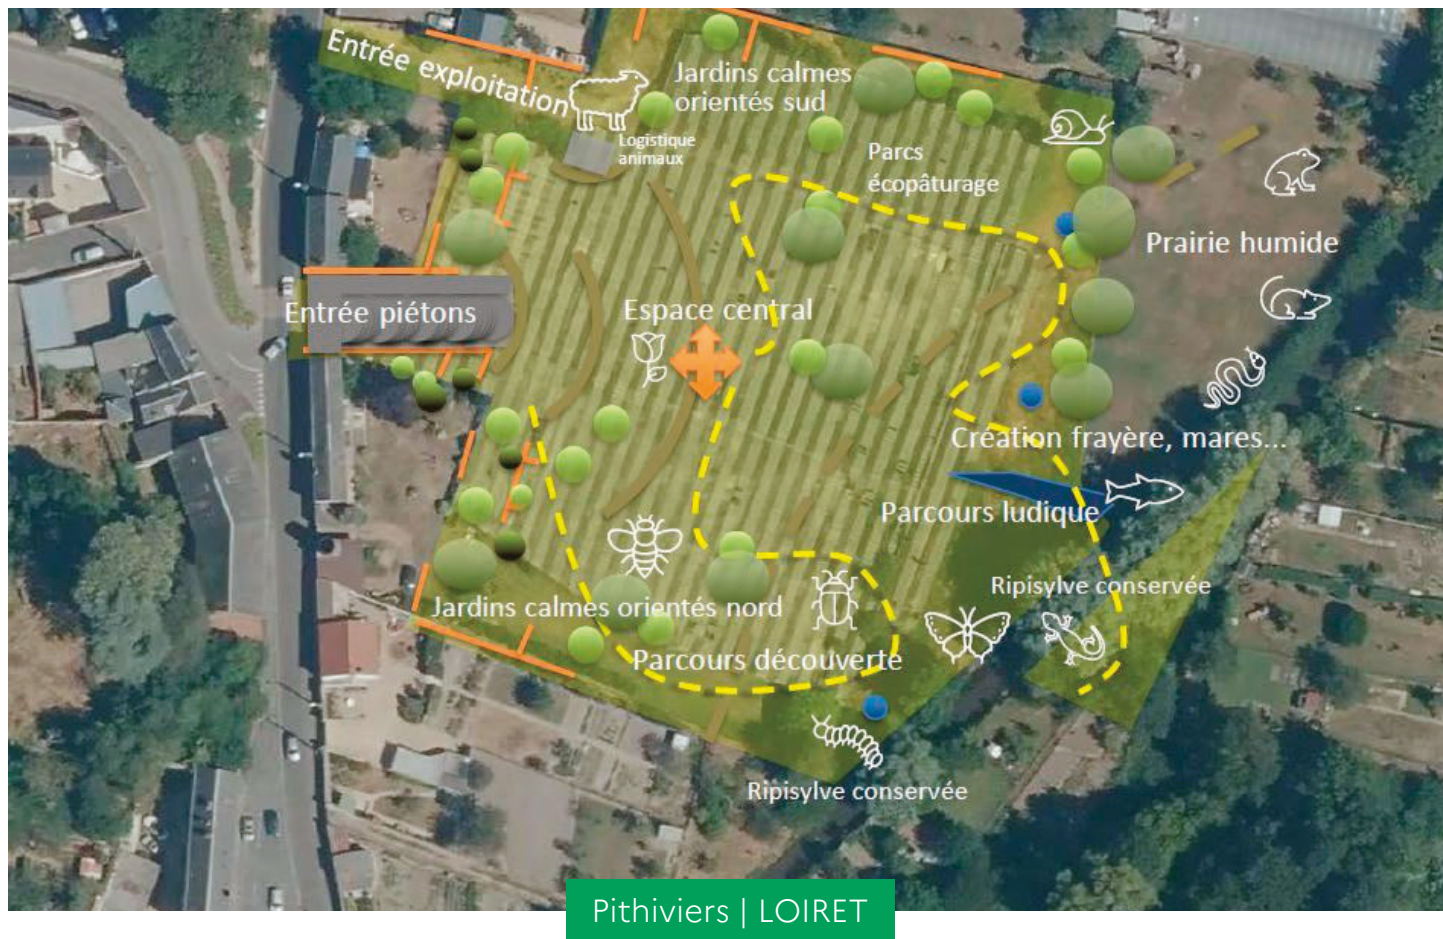 Entrée exploitation
Jardins calmes
orientés sud
Logistique
animaux
Parcs
écopâturage
Prairie humide
Entrée piétons
Espace central
Création frayère, mares...
Parcours ludique
Ripisylve conservée
Jardins calmes orientés nord
Parcours découverte
Ripisylve conservée
Pithiviers | LOIRET